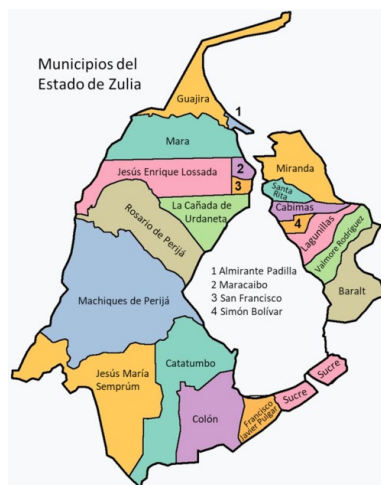 Municipios del
Estado de Zulia
Guajira
1
Mara
Jesús Enrique Lossada
2
3
Miranda
Santa
Rita
Cabimas
4
Lagunillas
Valmore Rodríguez
La Cañada de
Urdaneta
Rosario de Perijá
Baralt
1 Almirante Padilla
2 Maracaibo
3 San Francisco
4 Simón Bolívar
Machiques de Perijá
Jesús María
Semprúm
Catatumbo
Colón
Francisco
Javier Pulgar
Sucre
Sucre